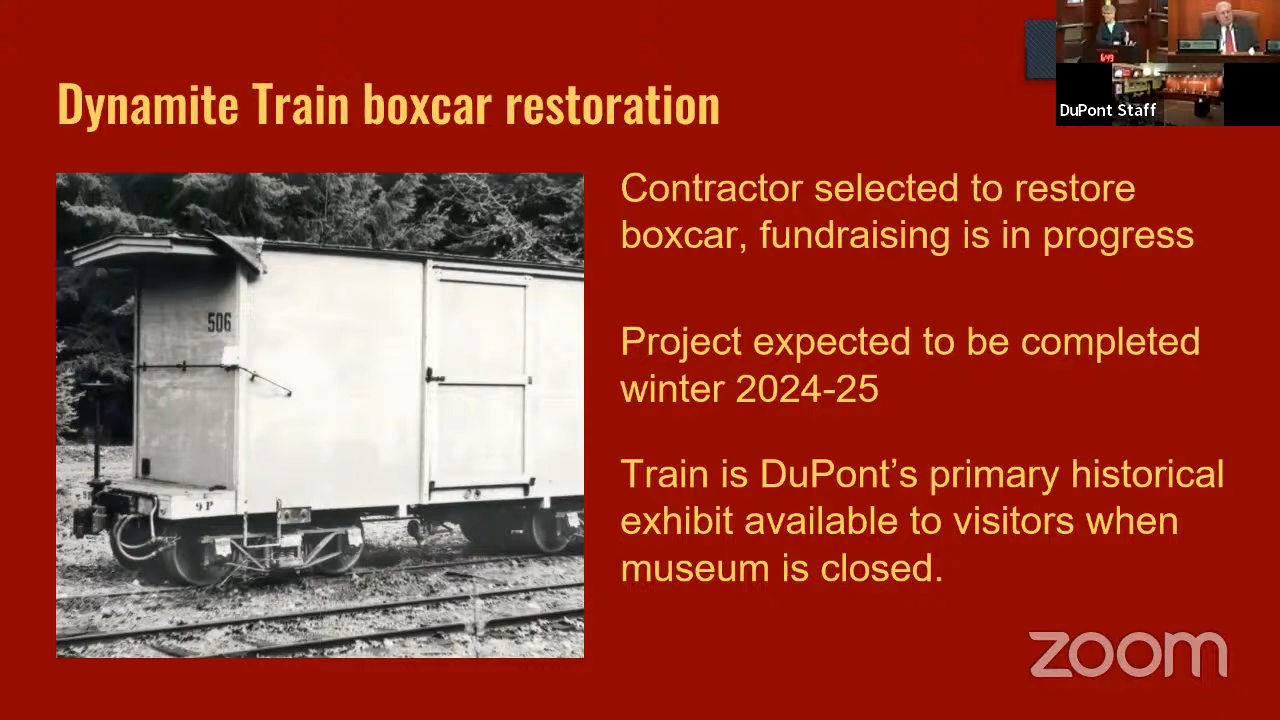 Dynamite Train boxcar restoration
DuPont Staff
Contractor selected to restore
boxcar, fundraising is in progress
506
Project expected to be completed
winter 2024-25
Train is DuPont’s primary historical
exhibit available to visitors when
museum is closed.
9 P
zoom